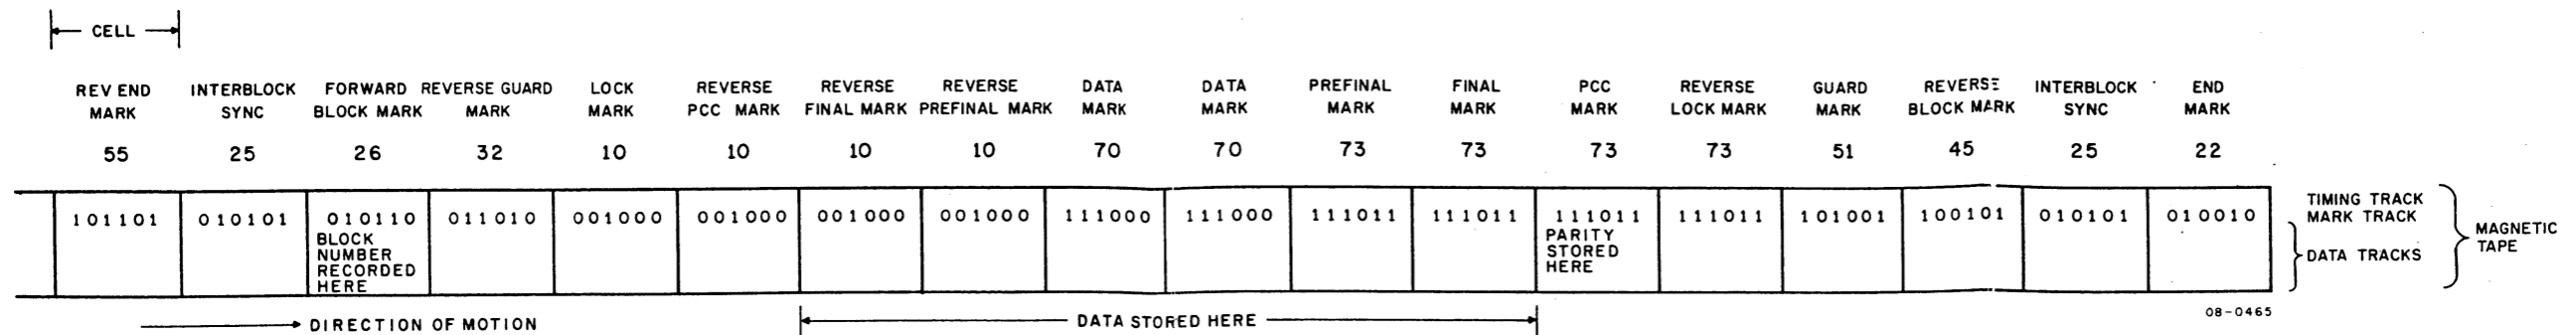 CELL
REV END MARK
INTERBLOCK SYNC
FORWARD BLOCK MARK
REVERSE GUARD MARK
LOCK MARK
REVERSE PCC MARK
REVERSE FINAL MARK
REVERSE PREFINAL MARK
DATA MARK
DATA MARK
PREFINAL MARK
FINAL MARK
PCC MARK
REVERSE LOCK MARK
GUARD MARK
REVERSE BLOCK MARK
INTERBLOCK SYNC
END MARK
55 25 26 32 10 10 10 10 70 70 73 73 73 73 51 45 25 22
101101 010101 010110 011010 001000 001000 001000 001000 111000 111000 111011 111011 111011 111011 101001 100101 010101 010010
BLOCK
NUMBER
RECORDED
HERE
PARITY
STORED
HERE
TIMING TRACK
MARK TRACK
DATA TRACKS
MAGNETIC
TAPE
DIRECTION OF MOTION
DATA STORED HERE
08-0465